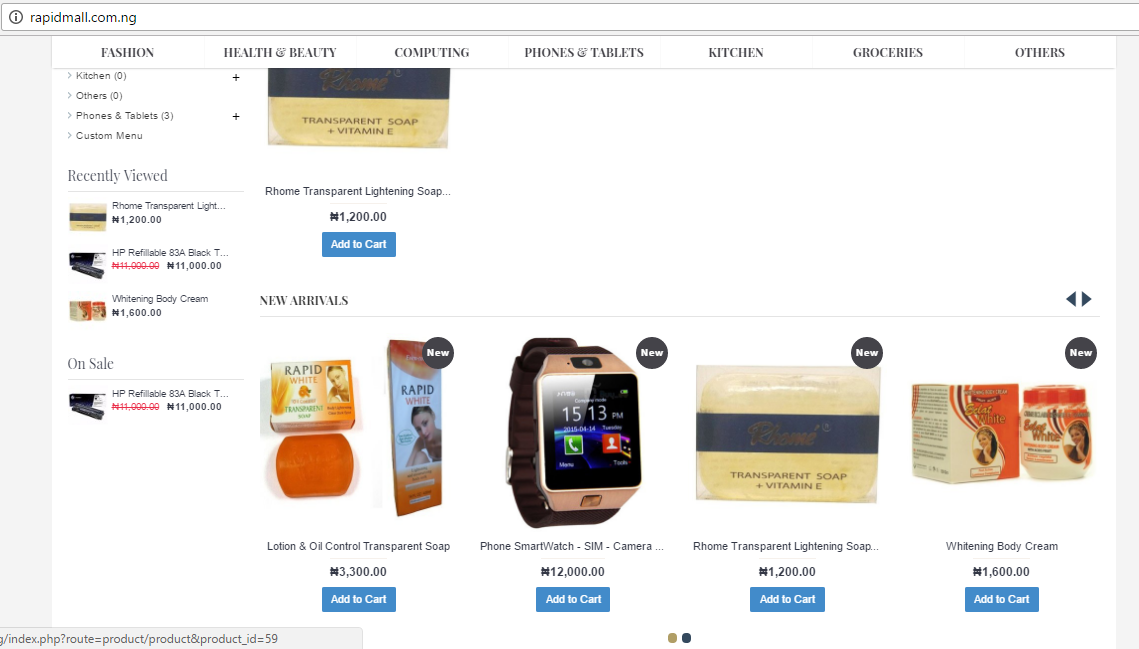 rapidmall.com.ng
FASHION HEALTH & BEAUTY COMPUTING PHONES & TABLETS KITCHEN GROCERIES OTHERS
Kitchen (0) +
Others (0)
Phones & Tablets (3) +
Custom Menu
Rhomé
TRANSPARENT SOAP
+ VITAMIN E
Rhome Transparent Lightening Soap...
₦1,200.00
Add to Cart
Recently Viewed
Rhome Transparent Light...
₦1,200.00
HP Refillable 83A Black T...
₦11,000.00 ₦11,000.00
Whitening Body Cream
₦1,600.00
On Sale
HP Refillable 83A Black T...
₦11,000.00 ₦11,000.00
NEW ARRIVALS
New
RAPID
WHITE
TRANSPARENT
SOAP
RAPID
WHITE
Lotion & Oil Control Transparent Soap
₦3,300.00
Add to Cart
New
15:13 PM
2015-04-14 Tuesday
Menu Tools
Phone SmartWatch - SIM - Camera ...
₦12,000.00
Add to Cart
New
Rhomé ®
TRANSPARENT SOAP
+ VITAMIN E
Rhome Transparent Lightening Soap...
₦1,200.00
Add to Cart
New
White
White
Whitening Body Cream
₦1,600.00
Add to Cart
g/index.php?route=product/product&product_id=59